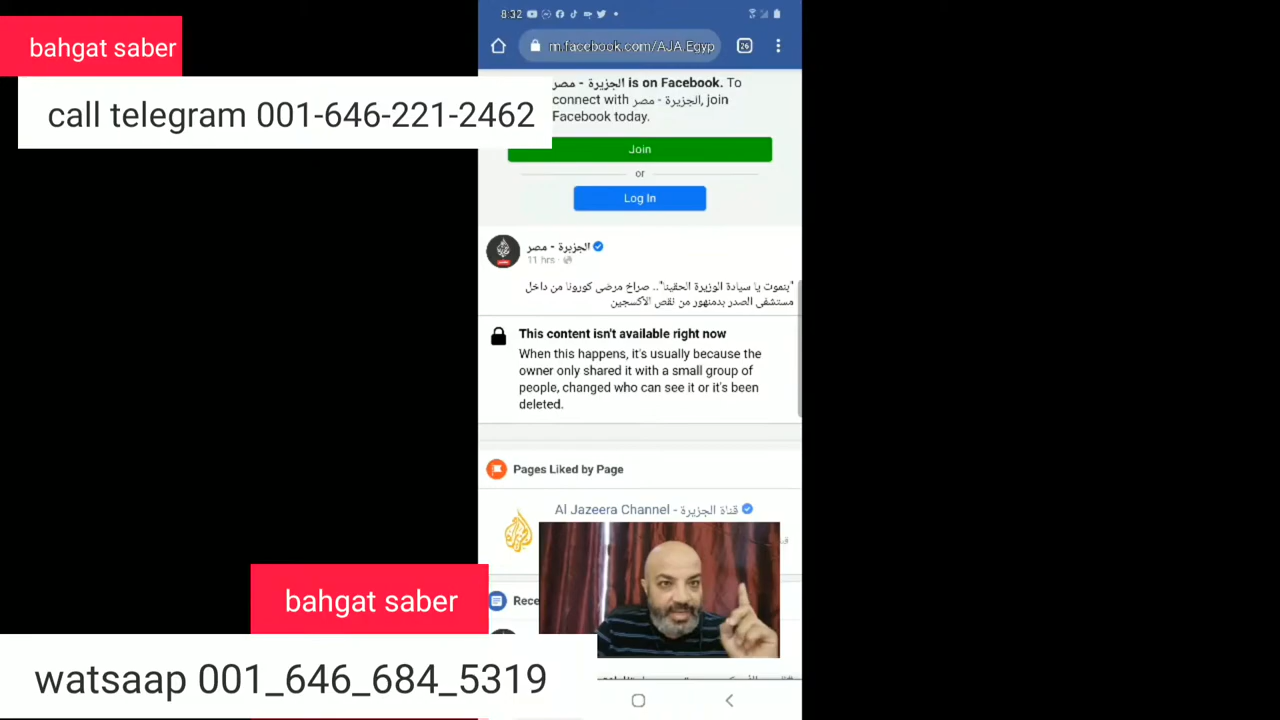 bahgat saber
call telegram 001-646-221-2462
8:32
m.facebook.com/AJA.Egyp
26
الجزيرة - مصر is on Facebook. To
connect with الجزيرة - مصر, join
Facebook today.
Join
or
Log In
الجزيرة - مصر
11 hrs ·
"بنموت يا سيادة الوزيرة الحقينا".. صراخ مرضى كورونا من داخل
مستشفى الصدر بدمنهور من نقص الأكسجين
This content isn't available right now
When this happens, it's usually because the
owner only shared it with a small group of
people, changed who can see it or it's been
deleted.
Pages Liked by Page
Al Jazeera Channel - قناة الجزيرة
bahgat saber
Rece
watsaap 001_646_684_5319